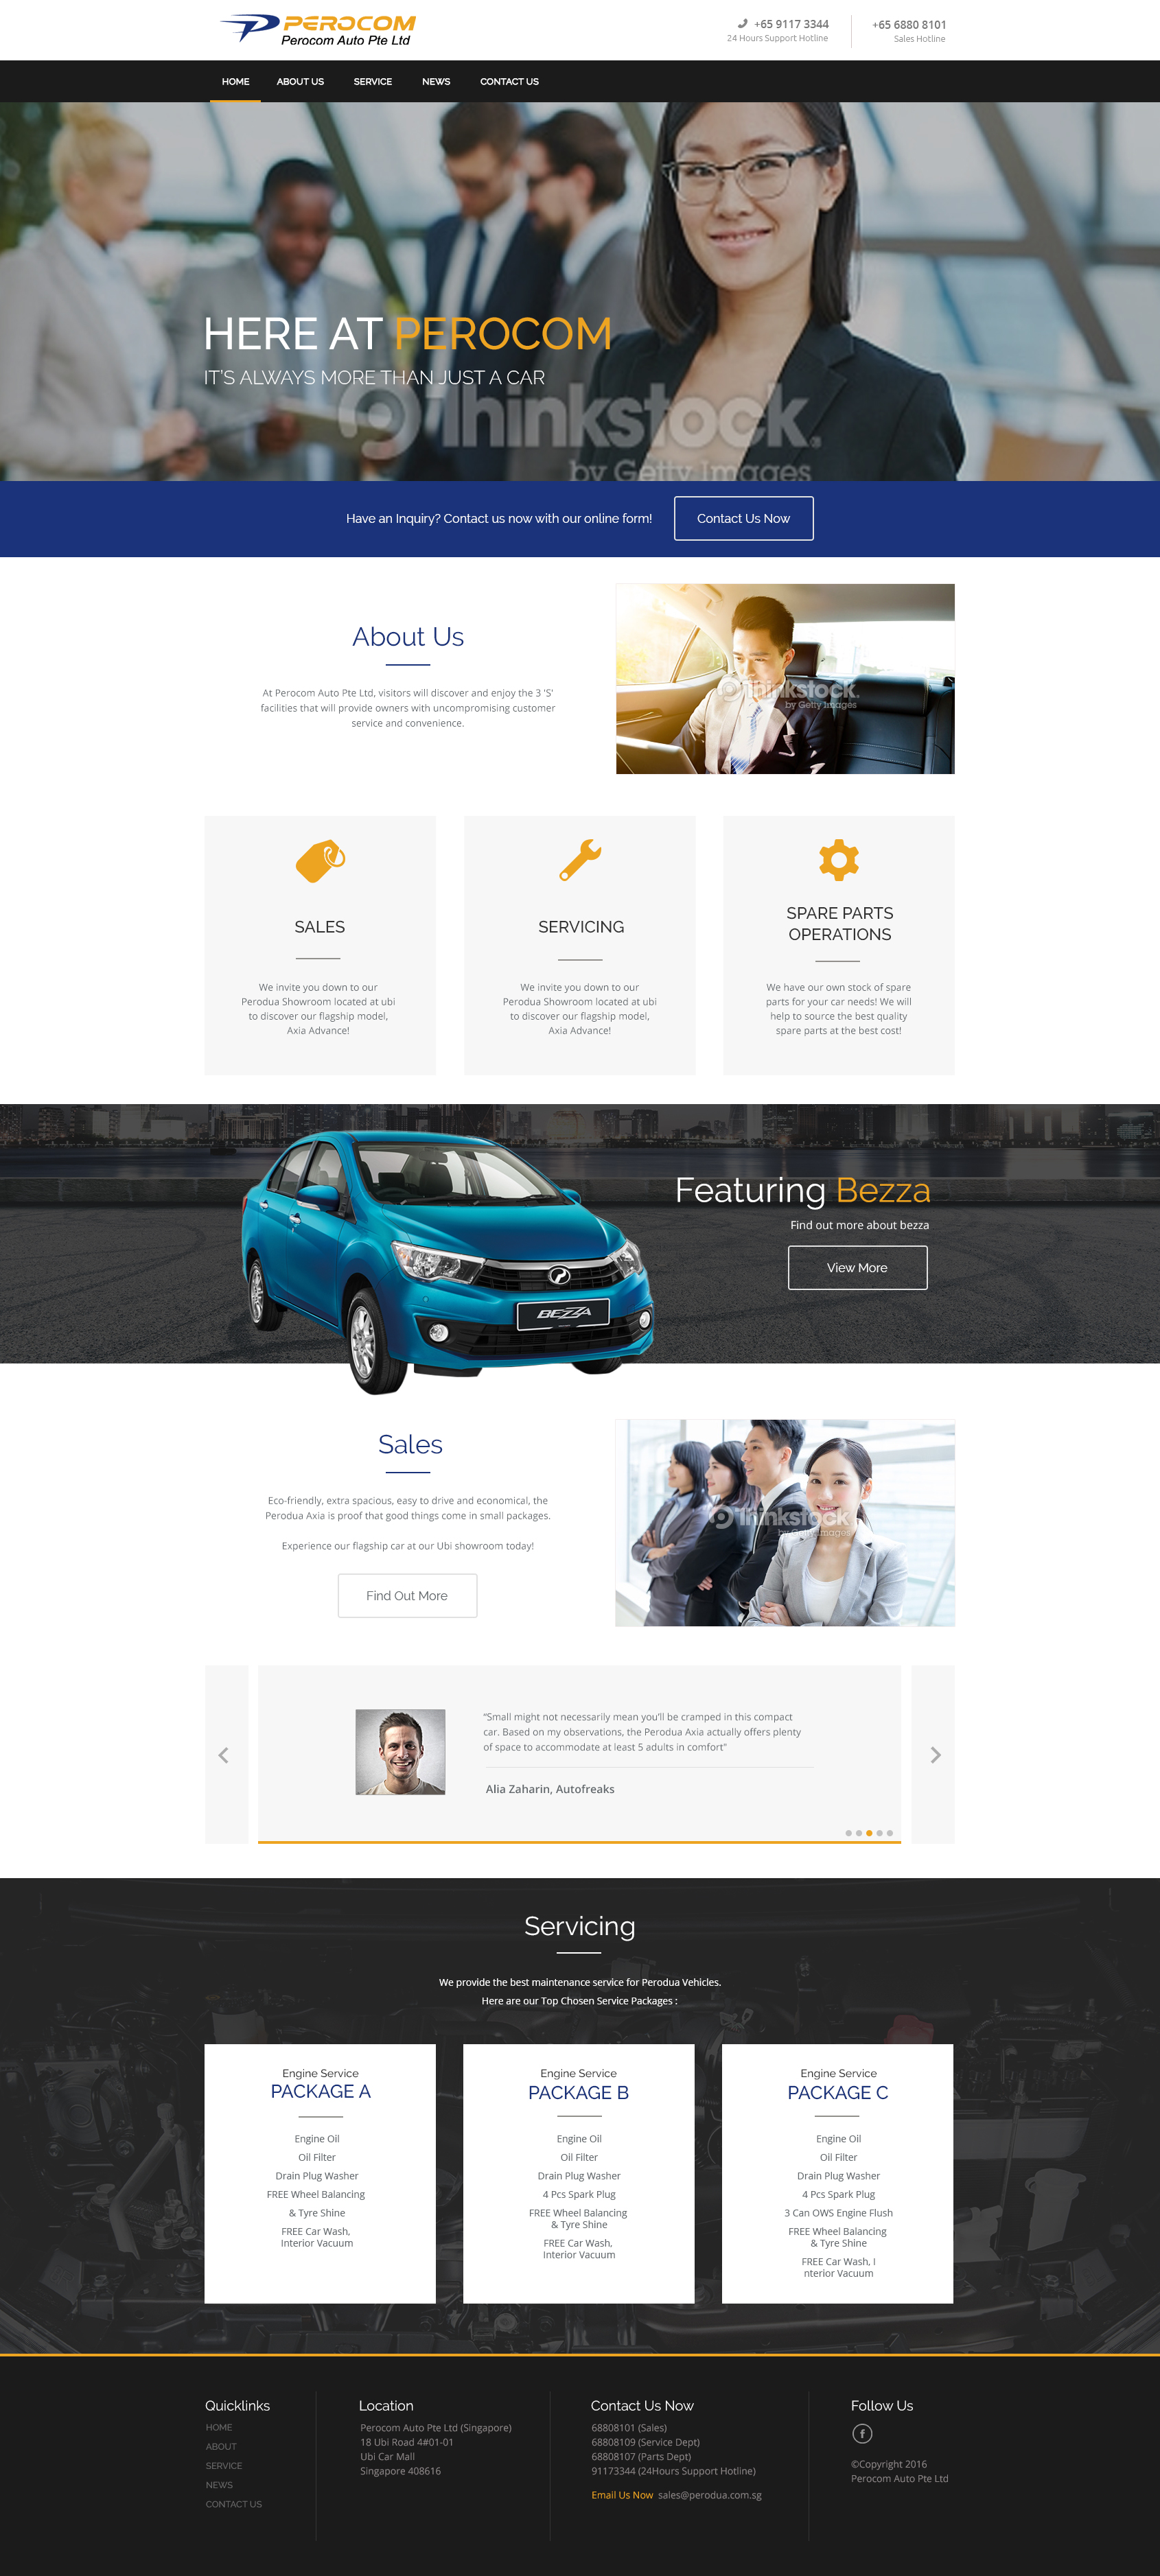 PEROCOM
Perocom Auto Pte Ltd
+65 9117 3344
24 Hours Support Hotline
+65 6880 8101
Sales Hotline
HOME ABOUT US SERVICE NEWS CONTACT US
HERE AT PEROCOM
IT'S ALWAYS MORE THAN JUST A CAR
Thinkstock
by Getty Images
Have an Inquiry? Contact us now with our online form!
Contact Us Now
About Us
At Perocom Auto Pte Ltd, visitors will discover and enjoy the 3 'S'
facilities that will provide owners with uncompromising customer
service and convenience.
Thinkstock
by Getty Images
SALES
We invite you down to our
Perodua Showroom located at ubi
to discover our flagship model,
Axia Advance!
SERVICING
We invite you down to our
Perodua Showroom located at ubi
to discover our flagship model,
Axia Advance!
SPARE PARTS
OPERATIONS
We have our own stock of spare
parts for your car needs! We will
help to source the best quality
spare parts at the best cost!
BEZZA
Featuring Bezza
Find out more about bezza
View More
Sales
Eco-friendly, extra spacious, easy to drive and economical, the
Perodua Axia is proof that good things come in small packages.
Experience our flagship car at our Ubi showroom today!
Find Out More
Thinkstock
by Getty Images
“Small might not necessarily mean you'll be cramped in this compact
car. Based on my observations, the Perodua Axia actually offers plenty
of space to accommodate at least 5 adults in comfort"
Alia Zaharin, Autofreaks
Servicing
We provide the best maintenance service for Perodua Vehicles.
Here are our Top Chosen Service Packages :
Engine Service
PACKAGE A
Engine Oil
Oil Filter
Drain Plug Washer
FREE Wheel Balancing
& Tyre Shine
FREE Car Wash,
Interior Vacuum
Engine Service
PACKAGE B
Engine Oil
Oil Filter
Drain Plug Washer
4 Pcs Spark Plug
FREE Wheel Balancing
& Tyre Shine
FREE Car Wash,
Interior Vacuum
Engine Service
PACKAGE C
Engine Oil
Oil Filter
Drain Plug Washer
4 Pcs Spark Plug
3 Can OWS Engine Flush
FREE Wheel Balancing
& Tyre Shine
FREE Car Wash, I
nterior Vacuum
Quicklinks
HOME
ABOUT
SERVICE
NEWS
CONTACT US
Location
Perocom Auto Pte Ltd (Singapore)
18 Ubi Road 4#01-01
Ubi Car Mall
Singapore 408616
Contact Us Now
68808101 (Sales)
68808109 (Service Dept)
68808107 (Parts Dept)
91173344 (24Hours Support Hotline)
Email Us Now sales@perodua.com.sg
Follow Us
f
©Copyright 2016
Perocom Auto Pte Ltd